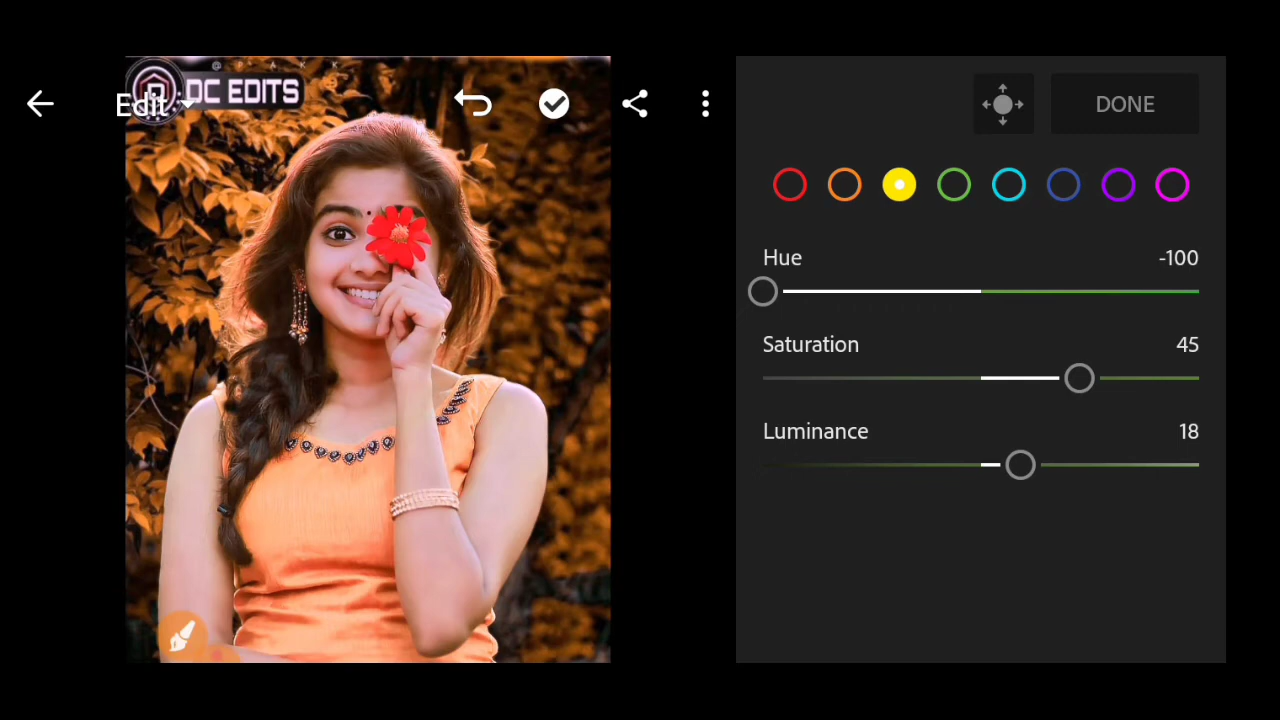 @ P A K K
DC EDITS
Edit
DONE
Hue
-100
Saturation
45
Luminance
18